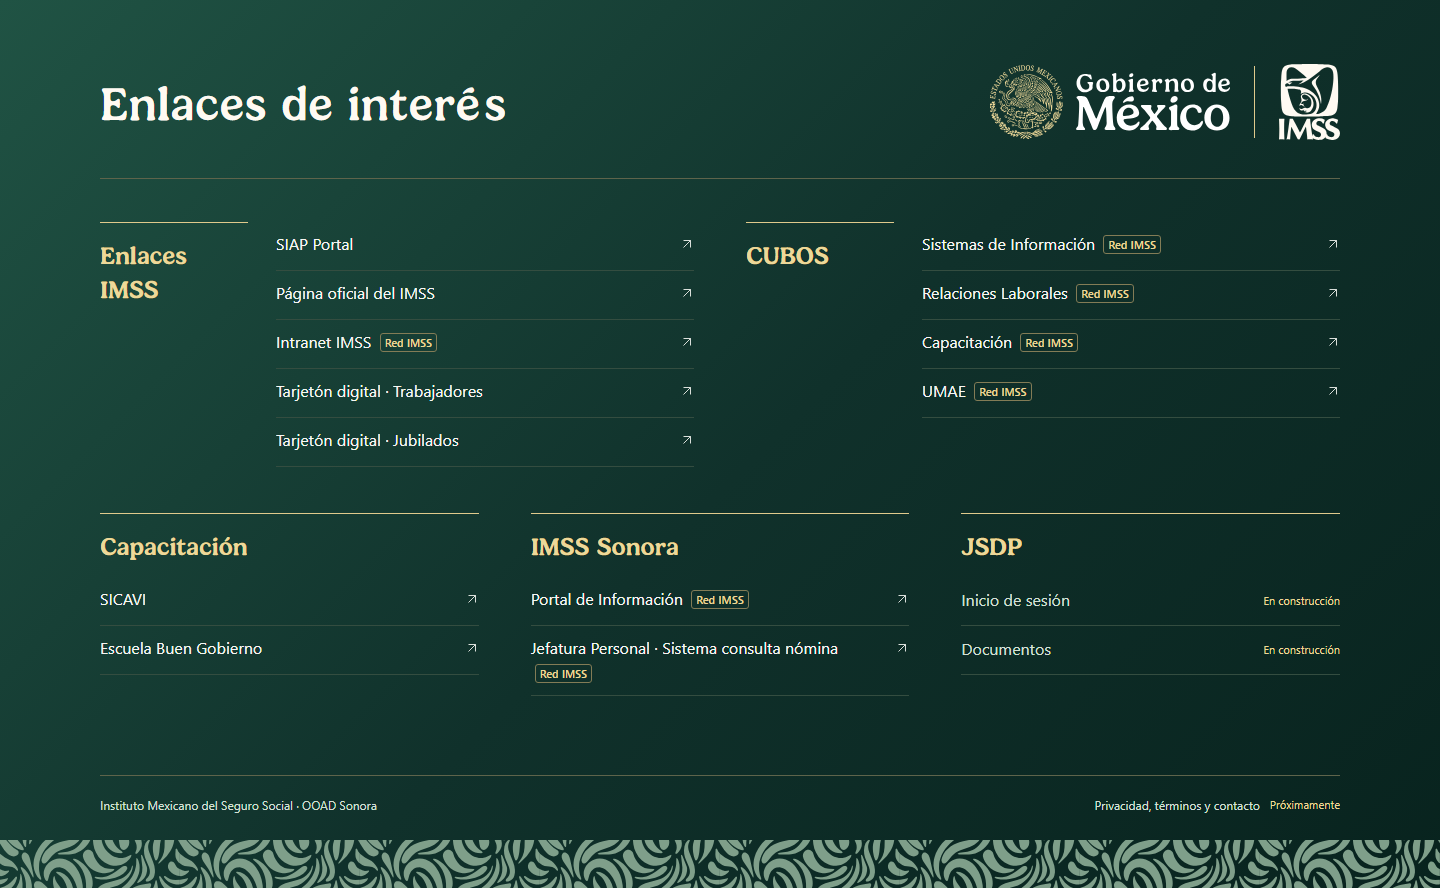 Enlaces de interés
ESTADOS UNIDOS MEXICANOS
Gobierno de
México
IMSS
Enlaces
IMSS
SIAP Portal
Página oficial del IMSS
Intranet IMSS Red IMSS
Tarjetón digital · Trabajadores
Tarjetón digital · Jubilados
CUBOS
Sistemas de Información Red IMSS
Relaciones Laborales Red IMSS
Capacitación Red IMSS
UMAE Red IMSS
Capacitación
SICAVI
Escuela Buen Gobierno
IMSS Sonora
Portal de Información Red IMSS
Jefatura Personal · Sistema consulta nómina
Red IMSS
JSDP
Inicio de sesión En construcción
Documentos En construcción
Instituto Mexicano del Seguro Social · OOAD Sonora
Privacidad, términos y contacto Próximamente